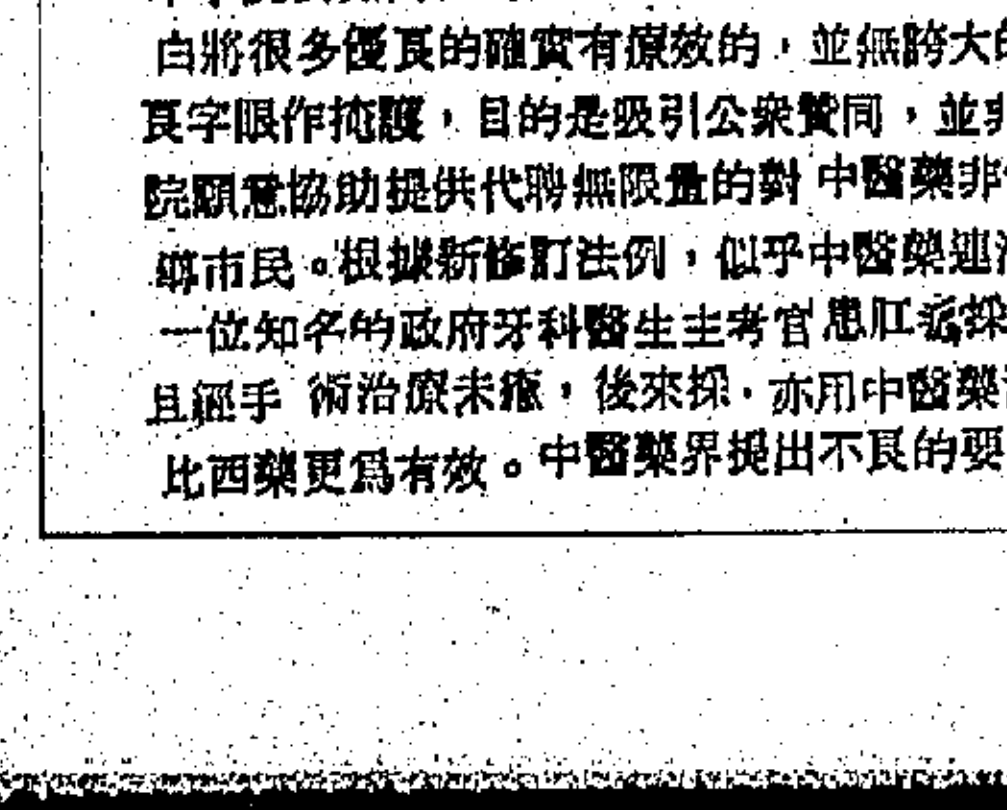 白將很多優良的確實有療效的，並無誇大的
良字眼作掩護，目的是吸引公衆贊同，並非
院願意協助提供代聘無限量的對中醫藥非
鄉市民。根據新修訂法例，似乎中醫藥連
一位知名的政府牙科醫生主考官患肛
且經手術治療未癒，後來採·亦用中醫藥
比西藥更爲有效。中醫藥界提出不良的要